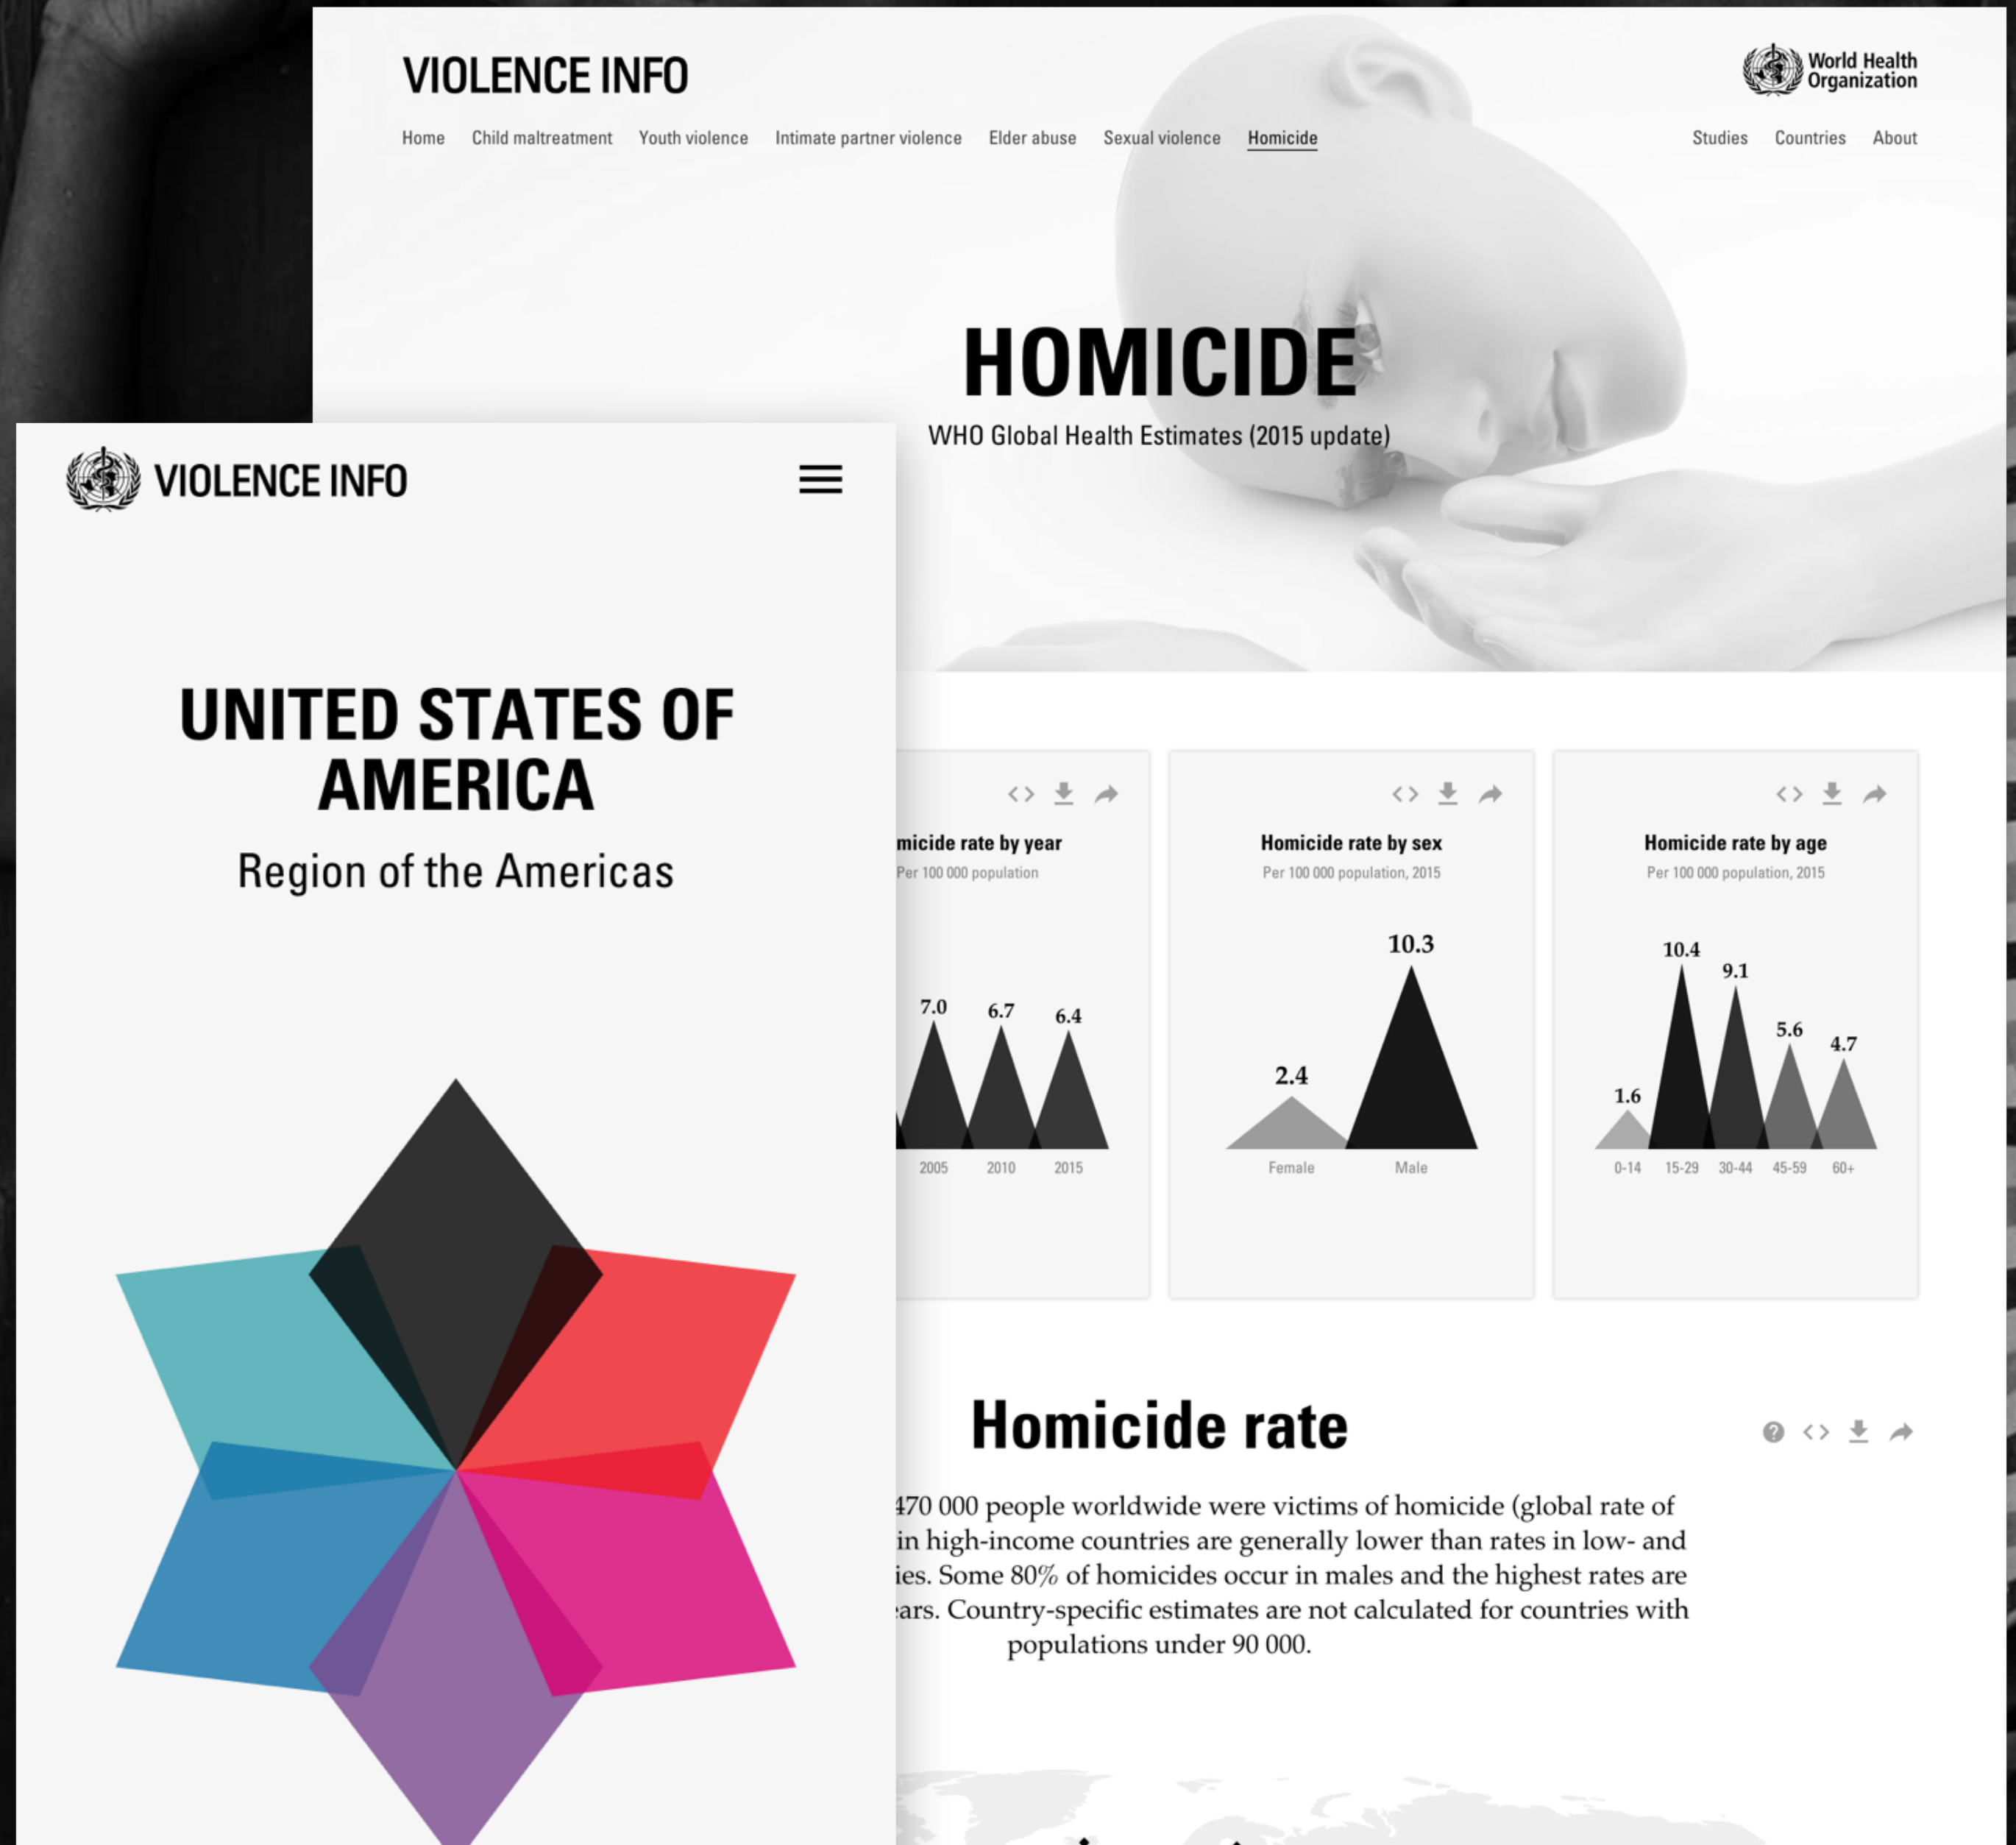 VIOLENCE INFO
World Health
Organization
Home Child maltreatment Youth violence Intimate partner violence Elder abuse Sexual violence Homicide
Studies Countries About
HOMICIDE
WHO Global Health Estimates (2015 update)
VIOLENCE INFO
UNITED STATES OF
AMERICA
Region of the Americas
micide rate by year
Per 100 000 population
7.0 6.7 6.4
2005 2010 2015
Homicide rate by sex
Per 100 000 population, 2015
2.4 10.3
Female Male
Homicide rate by age
Per 100 000 population, 2015
1.6 10.4 9.1 5.6 4.7
0-14 15-29 30-44 45-59 60+
Homicide rate
470 000 people worldwide were victims of homicide (global rate of
in high-income countries are generally lower than rates in low- and
ies. Some 80% of homicides occur in males and the highest rates are
ars. Country-specific estimates are not calculated for countries with
populations under 90 000.